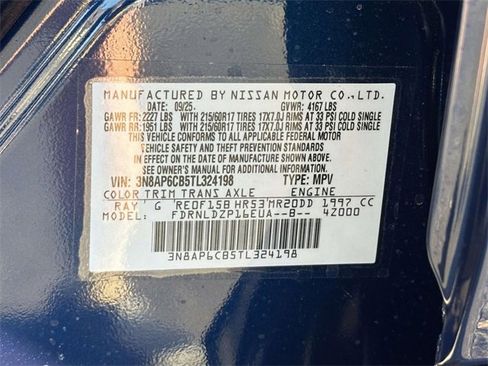 MANUFACTURED BY NISSAN MOTOR CO.,LTD.
DATE: 09/25 GVWR: 4167 LBS
GAWR FR: 2227 LBS WITH 215/60R17 TIRES 17X7.0J RIMS AT 33 PSI COLD SINGLE
GAWR RR: 1951 LBS WITH 215/60R17 TIRES 17X7.0J RIMS AT 33 PSI COLD SINGLE
THIS VEHICLE CONFORMS TO ALL APPLICABLE FEDERAL MOTOR
VEHICLE SAFETY, BUMPER, AND THEFT PREVENTION
STANDARDS IN EFFECT ON THE DATE OF MANUFACTURE SHOWN ABOVE.
SEE OWNER'S MANUAL FOR ADDITIONAL INFORMATION.
VIN: 3N8AP6CB5TL324198 TYPE: MPV
COLOR TRIM TRANS AXLE ENGINE
RAY G RE0F15B HR53 MR20DD 1997 CC
MODEL: FDRNLDZP16EUA--B-- 4Z000
3N8AP6CB5TL324198